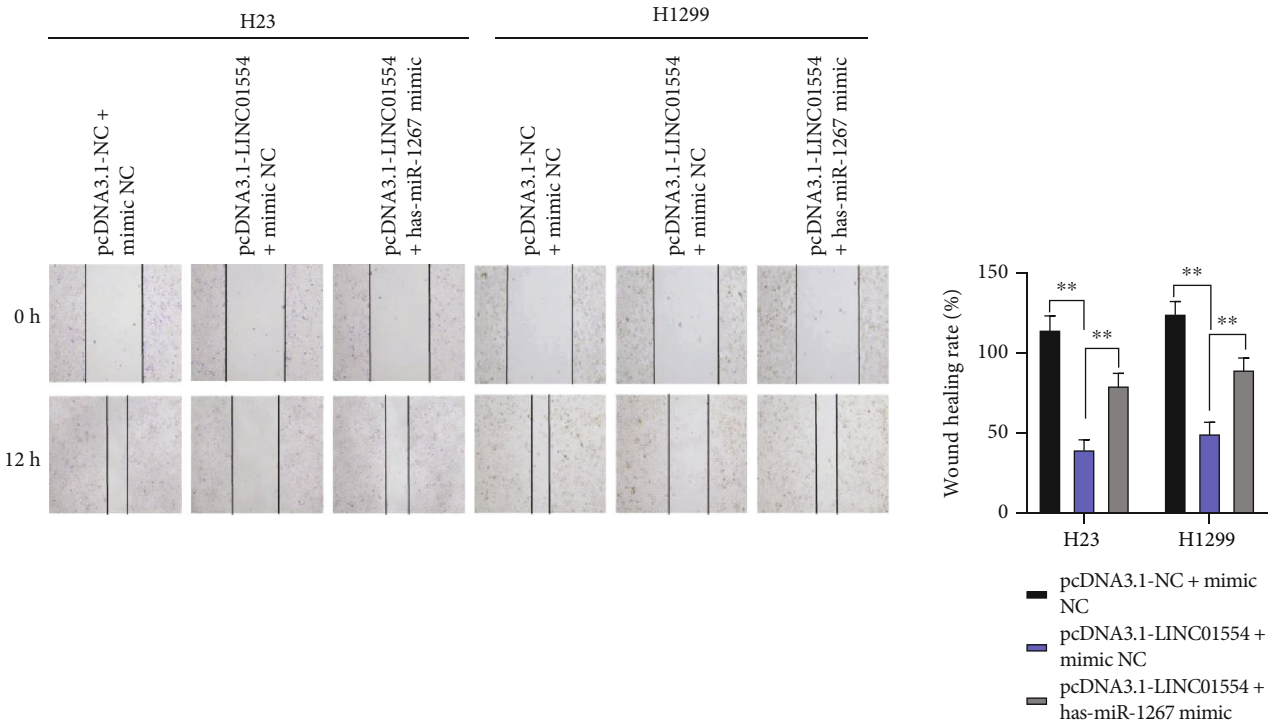 H23
H1299
pcDNA3.1-NC +
mimic NC
pcDNA3.1-LINC01554
+ mimic NC
pcDNA3.1-LINC01554
+ has-miR-1267 mimic
pcDNA3.1-NC
+ mimic NC
pcDNA3.1-LINC01554
+ mimic NC
pcDNA3.1-LINC01554
+ has-miR-1267 mimic
0 h
12 h
Wound healing rate (%)
150
100
50
0
**
**
**
**
H23
H1299
pcDNA3.1-NC + mimic
NC
pcDNA3.1-LINC01554 +
mimic NC
pcDNA3.1-LINC01554 +
has-miR-1267 mimic